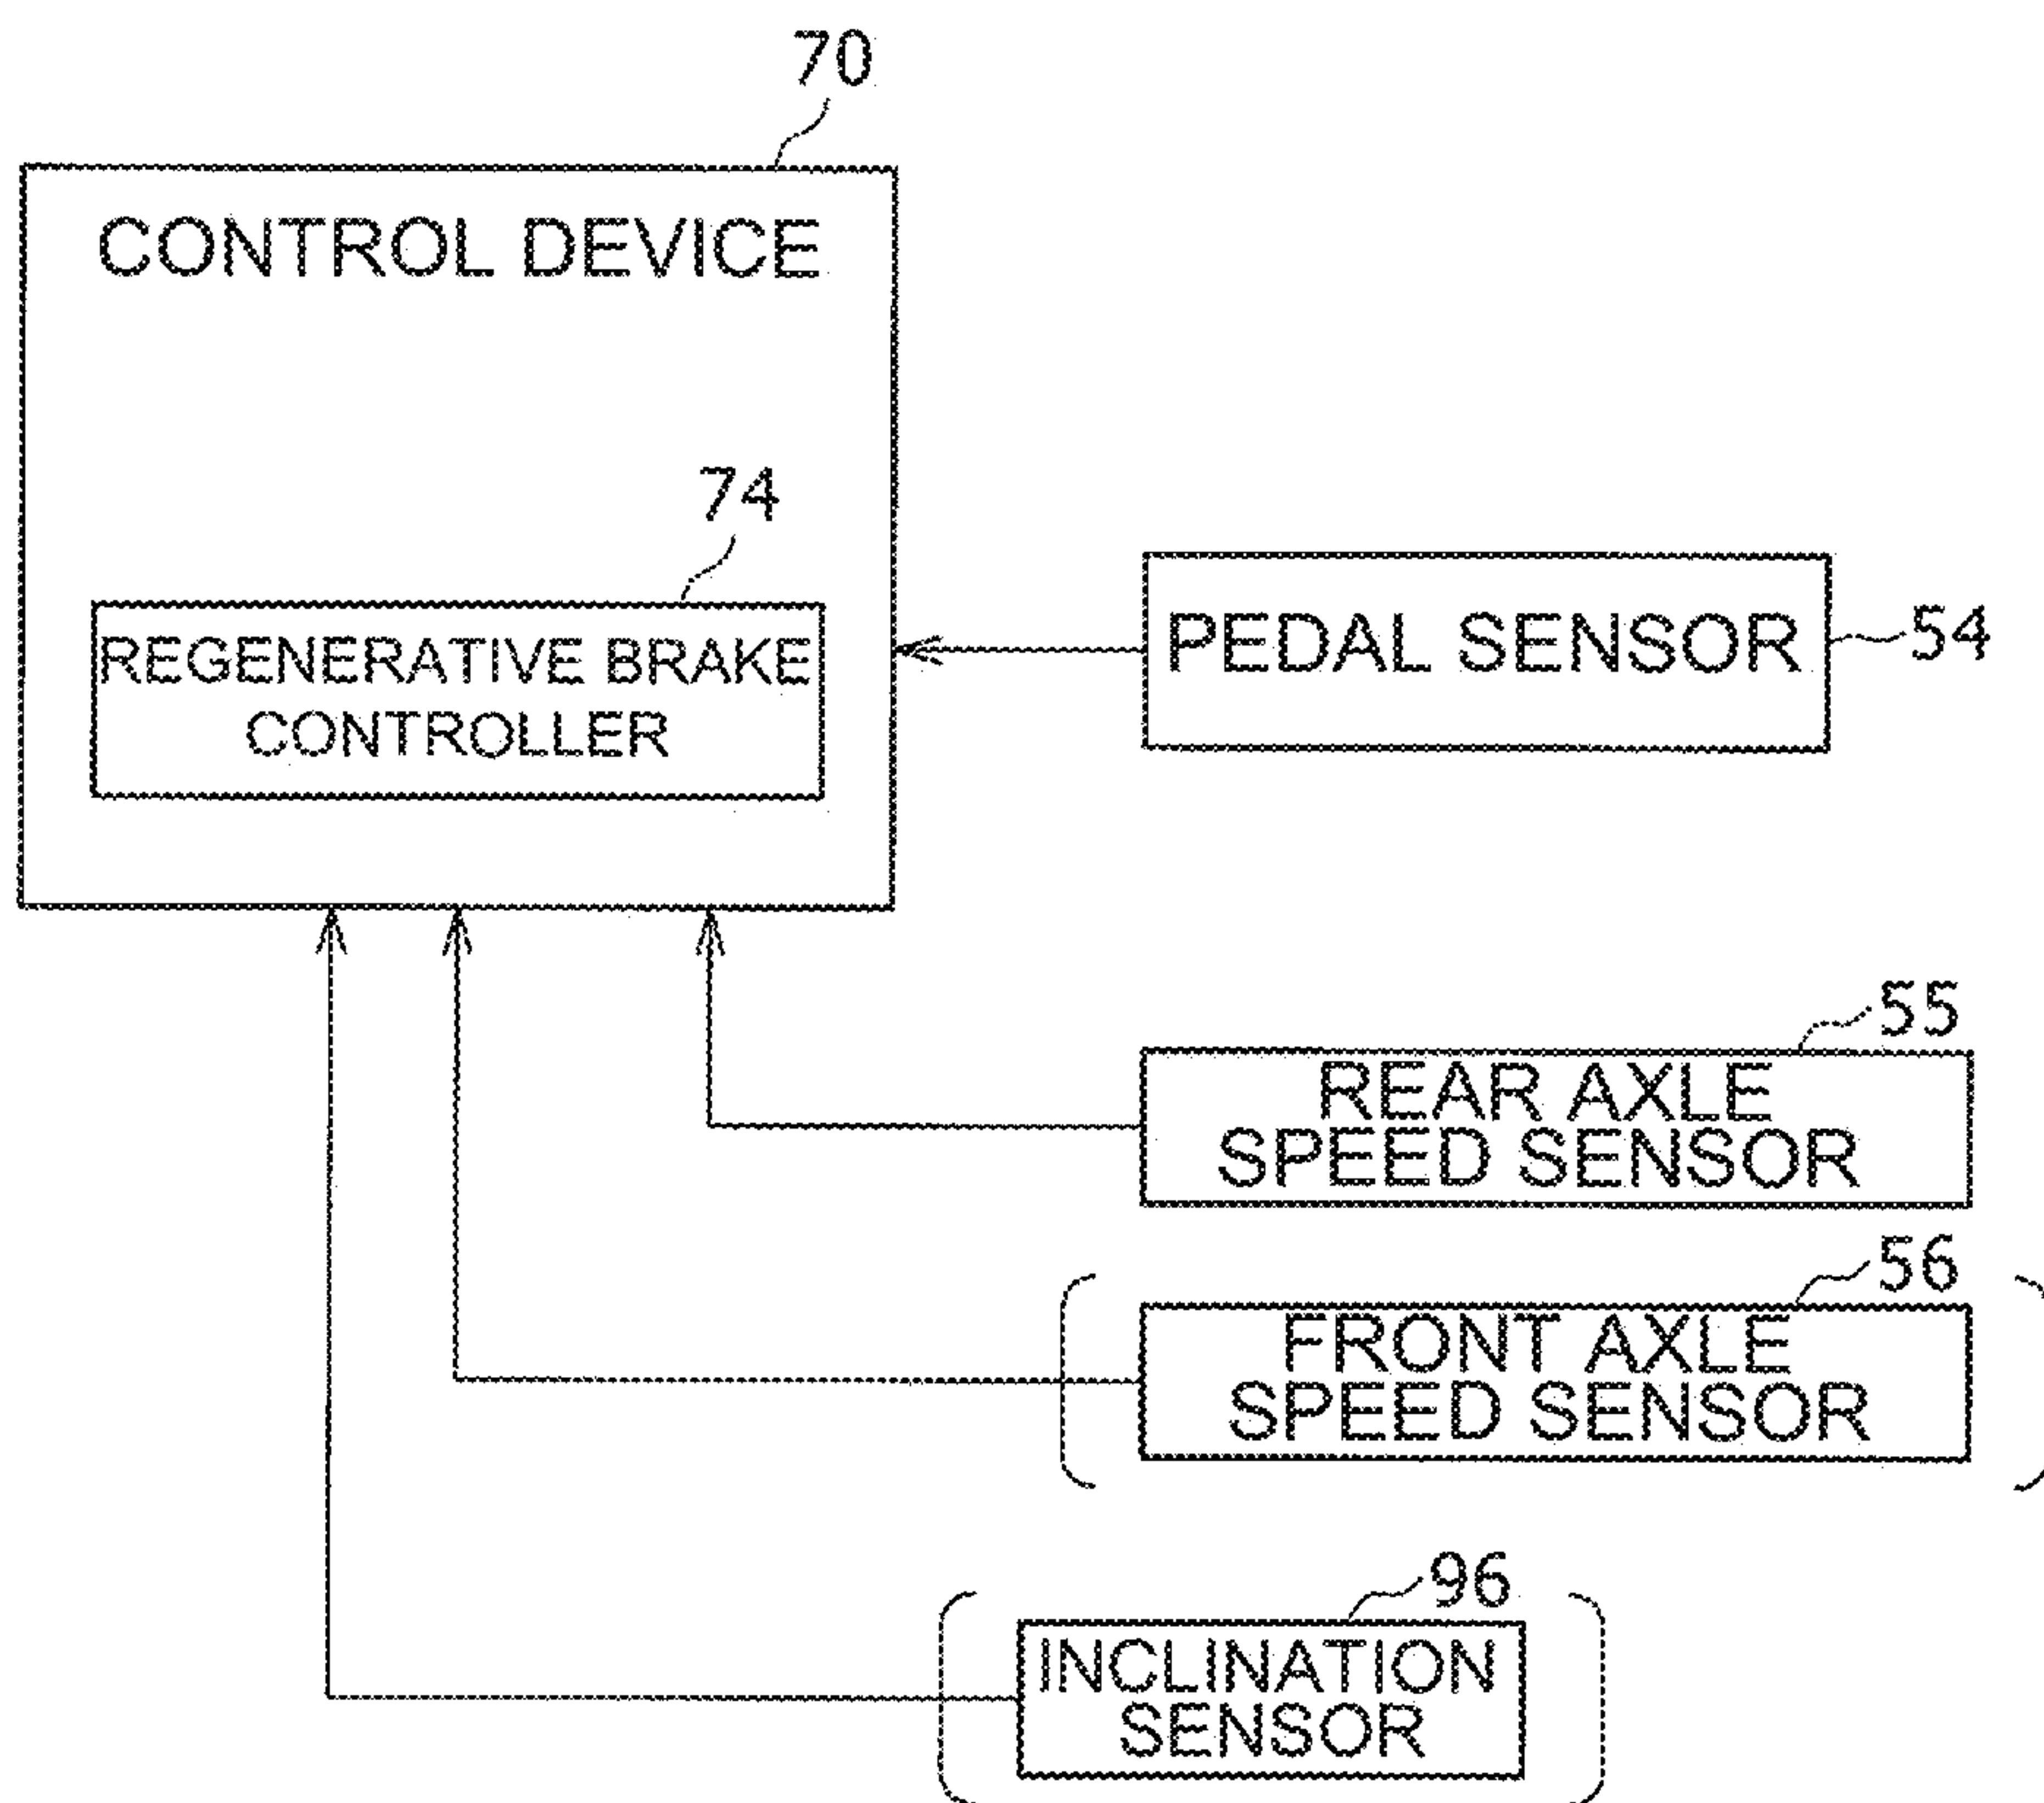 70
CONTROL DEVICE
74
REGENERATIVE BRAKE
CONTROLLER
PEDAL SENSOR
54
55
REAR AXLE
SPEED SENSOR
56
FRONT AXLE
SPEED SENSOR
96
INCLINATION
SENSOR